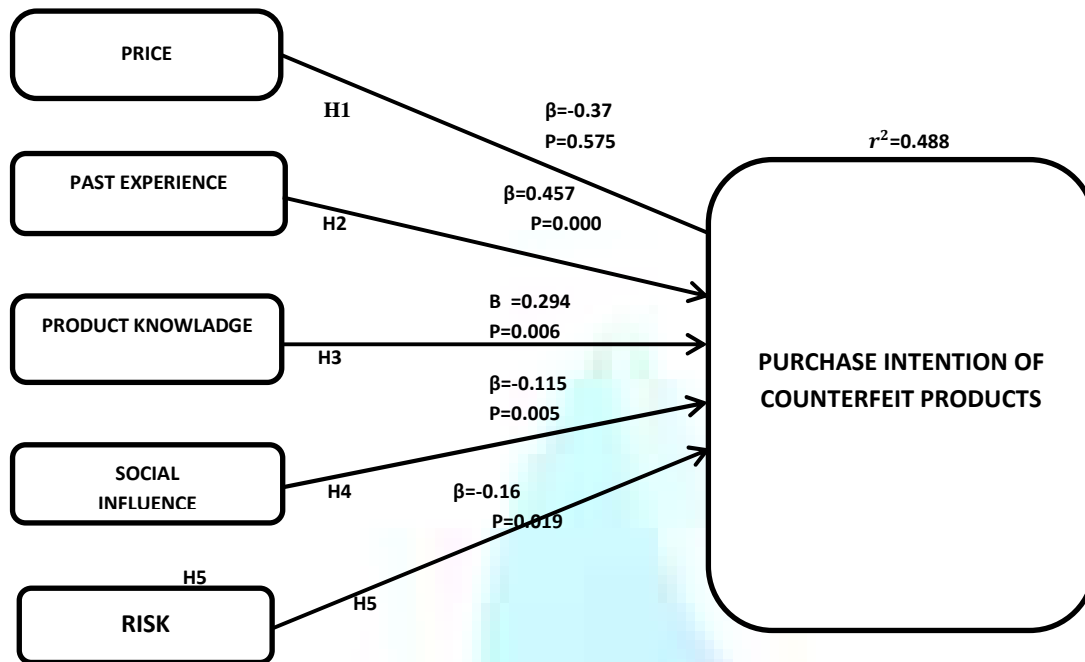 PRICE
H1
β=-0.37
P=0.575
r²=0.488
PAST EXPERIENCE
H2
β=0.457
P=0.000
PRODUCT KNOWLADGE
H3
B =0.294
P=0.006
SOCIAL
INFLUENCE
H4
β=-0.115
P=0.005
H5
RISK
H5
β=-0.16
P=0.019
PURCHASE INTENTION OF
COUNTERFEIT PRODUCTS